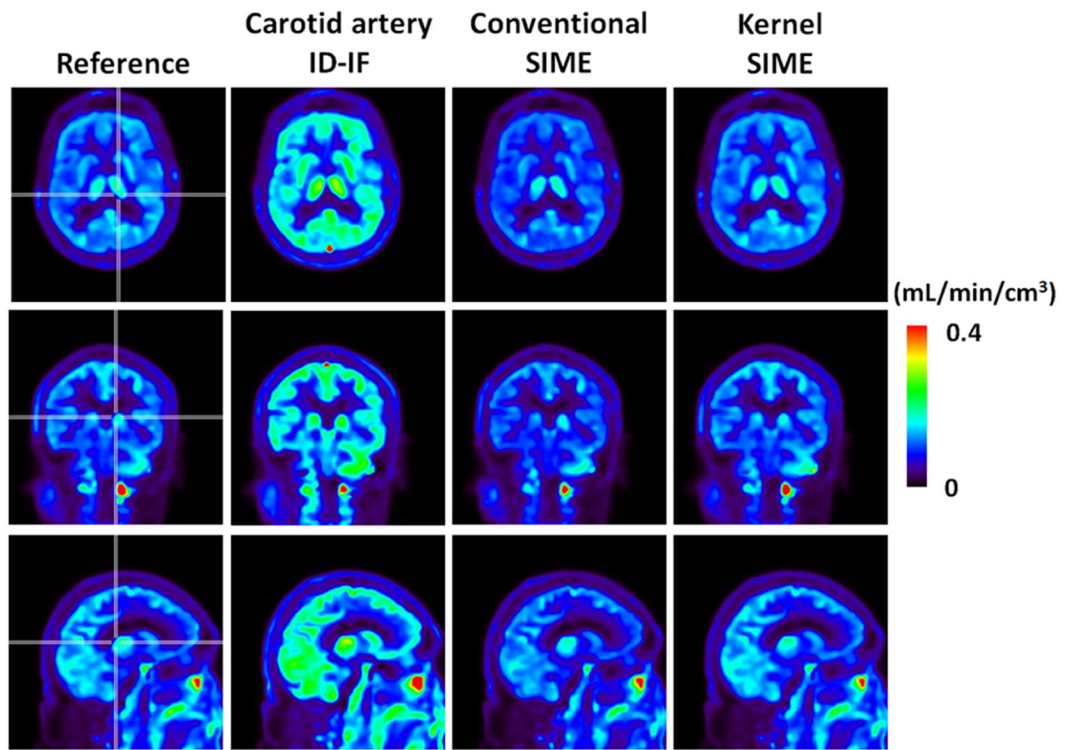 Reference
Carotid artery
ID-IF
Conventional
SIME
Kernel
SIME
(mL/min/cm³)
0.4
0